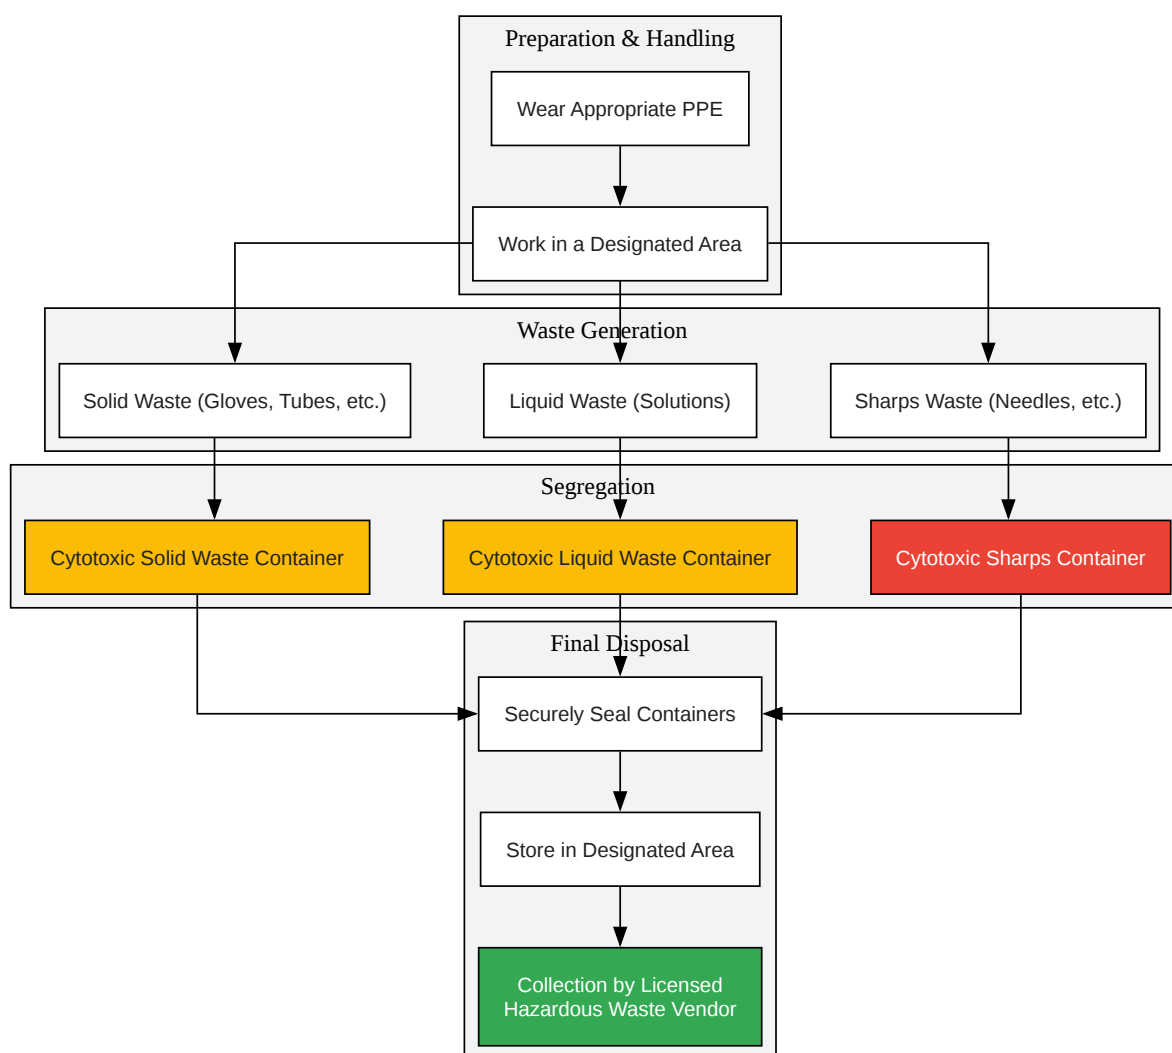 Preparation & Handling
Wear Appropriate PPE
Work in a Designated Area
Waste Generation
Solid Waste (Gloves, Tubes, etc.)
Liquid Waste (Solutions)
Sharps Waste (Needles, etc.)
Segregation
Cytotoxic Solid Waste Container
Cytotoxic Liquid Waste Container
Cytotoxic Sharps Container
Final Disposal
Securely Seal Containers
Store in Designated Area
Collection by Licensed
Hazardous Waste Vendor